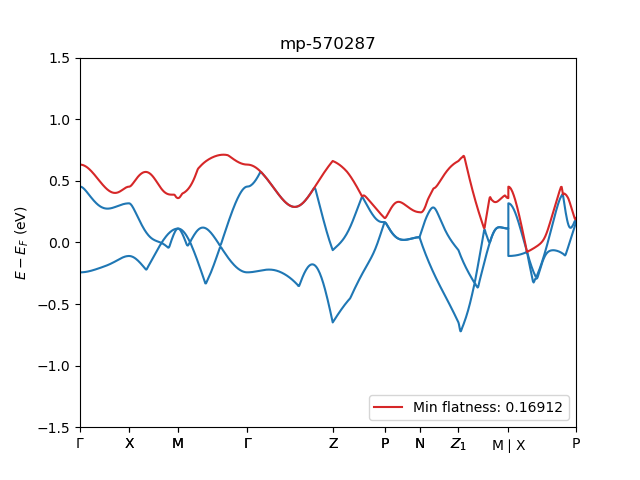 mp-570287
E − E_F (eV)
1.5
1.0
0.5
0.0
−0.5
−1.0
−1.5
Min flatness: 0.16912
Γ X M Γ Z P N Z₁ M | X P